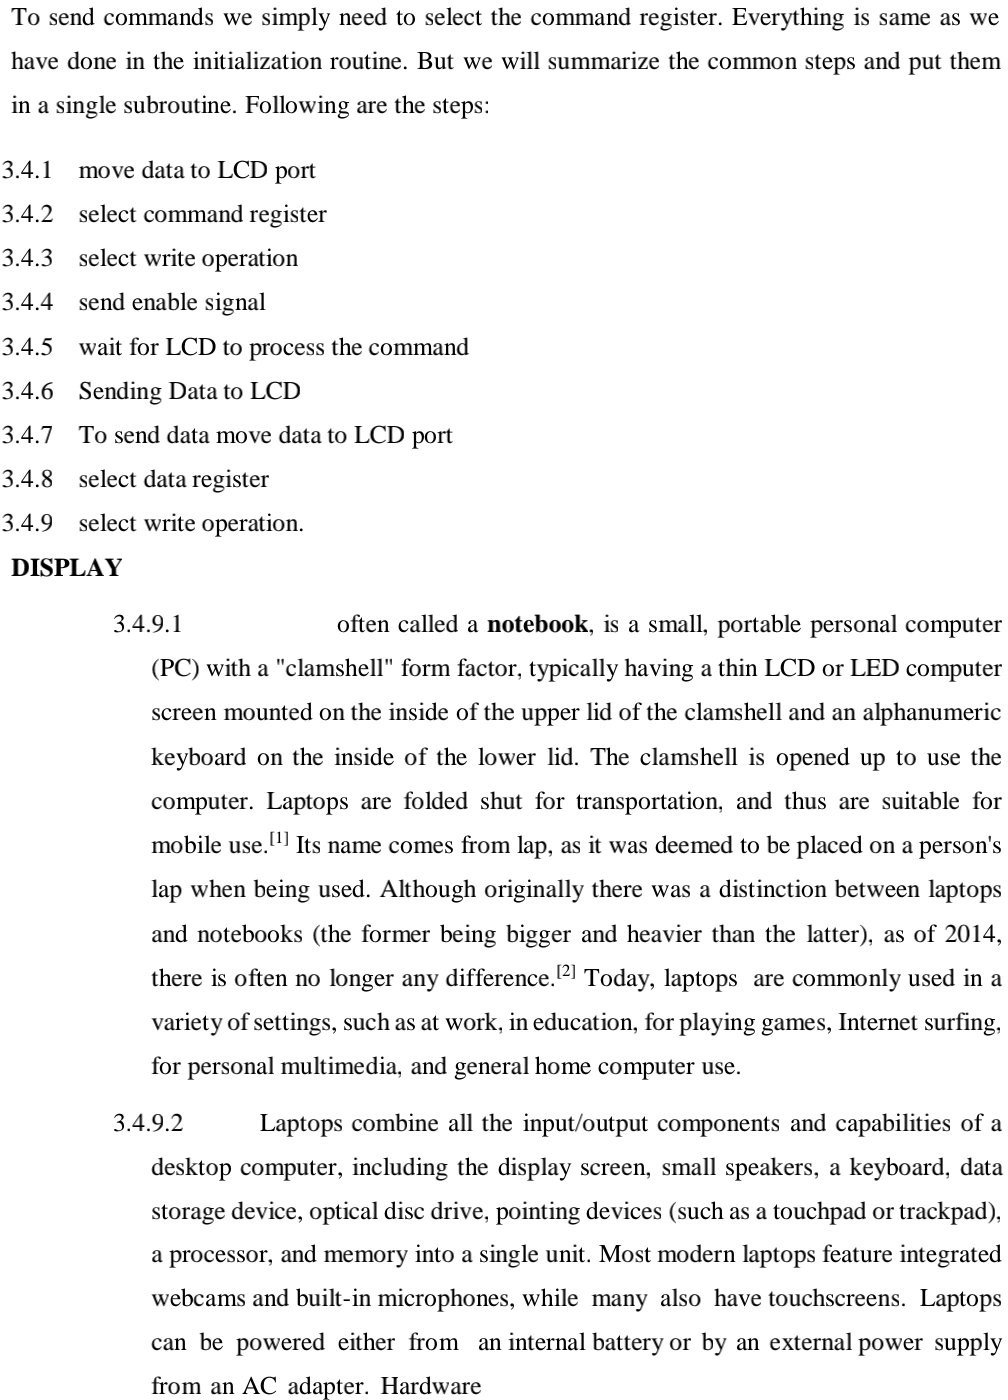 To send commands we simply need to select the command register. Everything is same as we
have done in the initialization routine. But we will summarize the common steps and put them
in a single subroutine. Following are the steps:
3.4.1 move data to LCD port
3.4.2 select command register
3.4.3 select write operation
3.4.4 send enable signal
3.4.5 wait for LCD to process the command
3.4.6 Sending Data to LCD
3.4.7 To send data move data to LCD port
3.4.8 select data register
3.4.9 select write operation.
DISPLAY
3.4.9.1 often called a notebook, is a small, portable personal computer
(PC) with a "clamshell" form factor, typically having a thin LCD or LED computer
screen mounted on the inside of the upper lid of the clamshell and an alphanumeric
keyboard on the inside of the lower lid. The clamshell is opened up to use the
computer. Laptops are folded shut for transportation, and thus are suitable for
mobile use.[1] Its name comes from lap, as it was deemed to be placed on a person's
lap when being used. Although originally there was a distinction between laptops
and notebooks (the former being bigger and heavier than the latter), as of 2014,
there is often no longer any difference.[2] Today, laptops are commonly used in a
variety of settings, such as at work, in education, for playing games, Internet surfing,
for personal multimedia, and general home computer use.
3.4.9.2 Laptops combine all the input/output components and capabilities of a
desktop computer, including the display screen, small speakers, a keyboard, data
storage device, optical disc drive, pointing devices (such as a touchpad or trackpad),
a processor, and memory into a single unit. Most modern laptops feature integrated
webcams and built-in microphones, while many also have touchscreens. Laptops
can be powered either from an internal battery or by an external power supply
from an AC adapter. Hardware